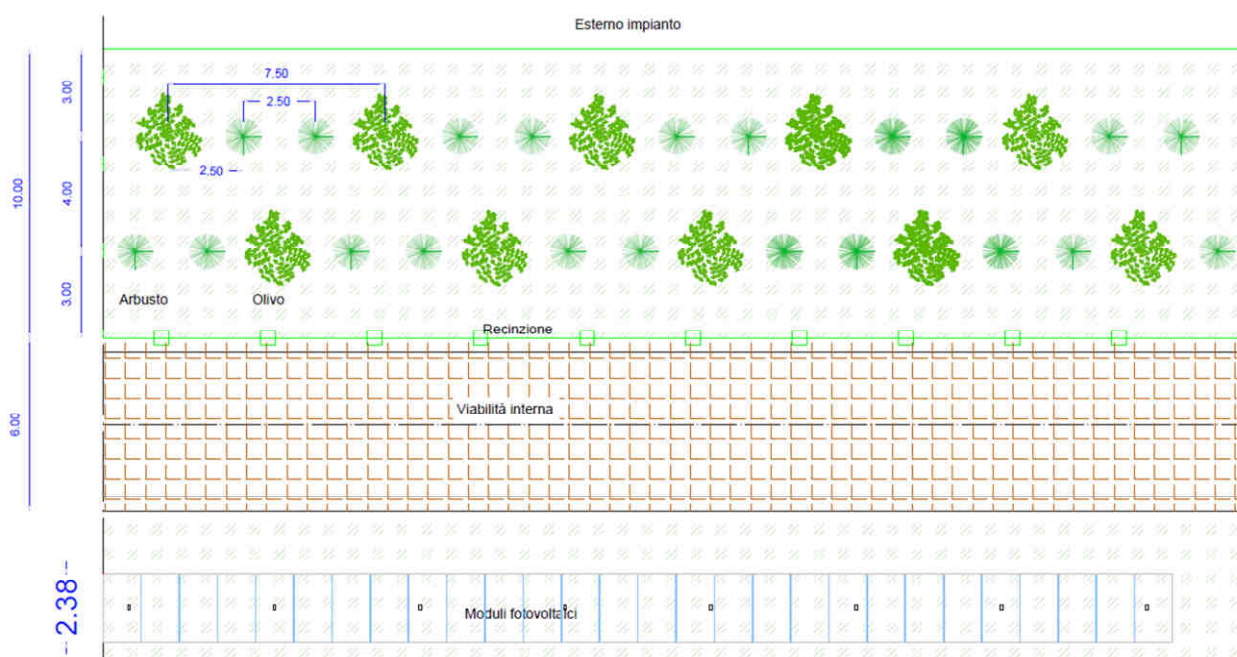 Esterno impianto
7.50
3.00
2.50
2.50
10.00
4.00
3.00
Arbusto
Olivo
Recinzione
Viabilità interna
6.00
2.38
Moduli fotovoltaici